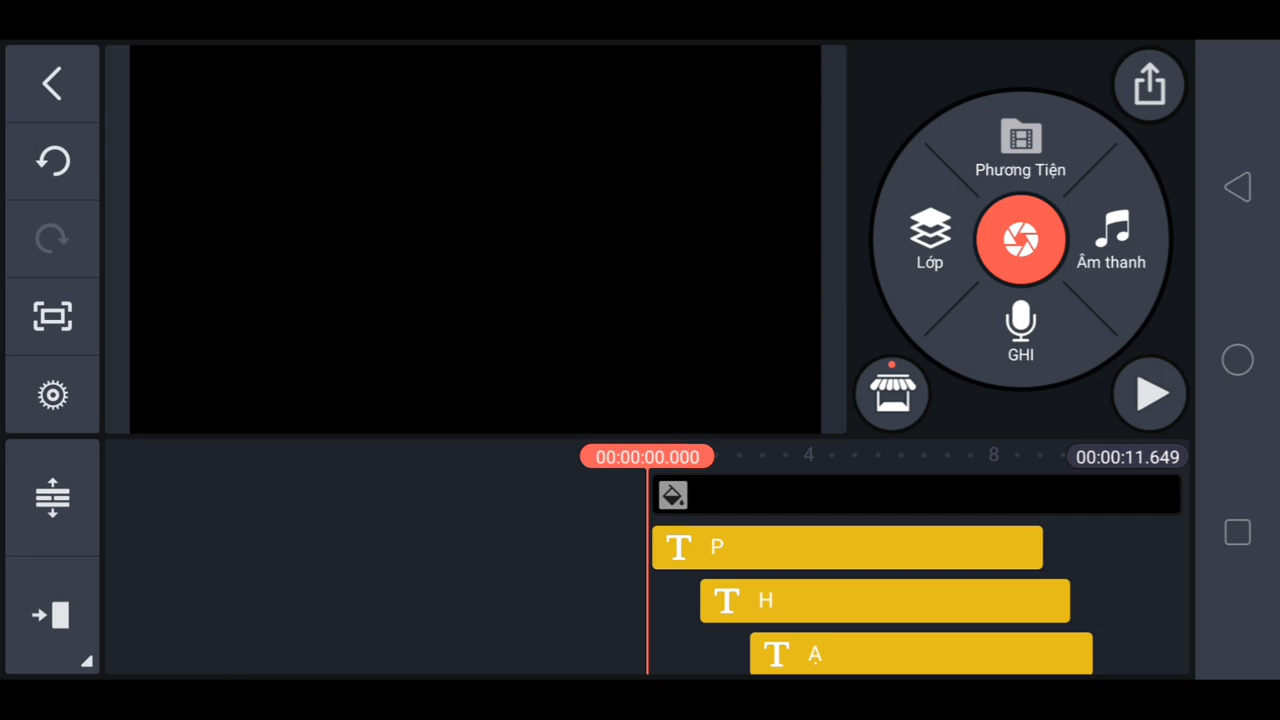 Phương Tiện
Lớp
Âm thanh
GHI
00:00:00.000
4
8
00:00:11.649
T P
T H
T Ạ